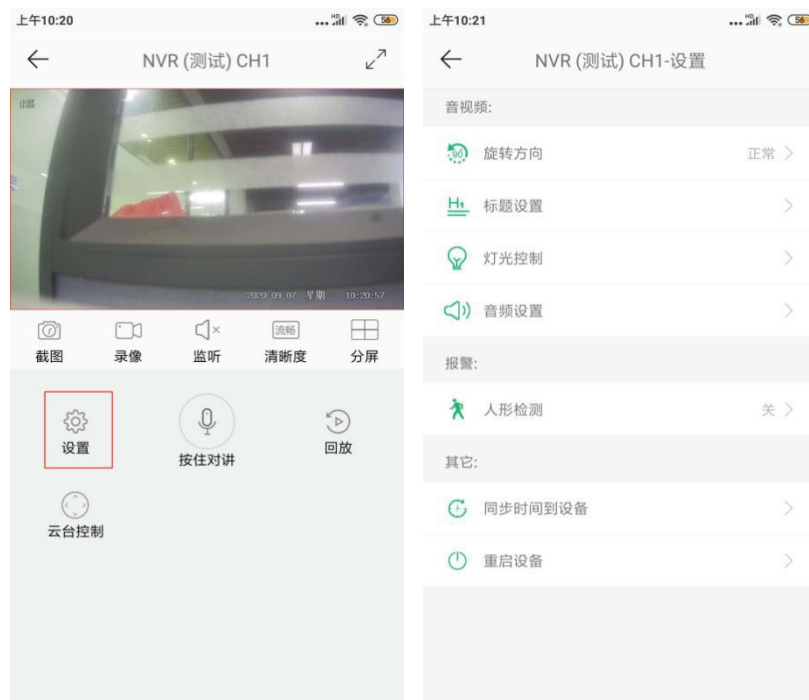 上午10:20
56
NVR (测试) CH1
2020.09.07 星期 10:20:57
截图
录像
监听
流畅
清晰度
分屏
设置
按住对讲
回放
云台控制
上午10:21
56
NVR (测试) CH1-设置
音视频:
旋转方向 正常
标题设置
灯光控制
音频设置
报警:
人形检测 关
其它:
同步时间到设备
重启设备